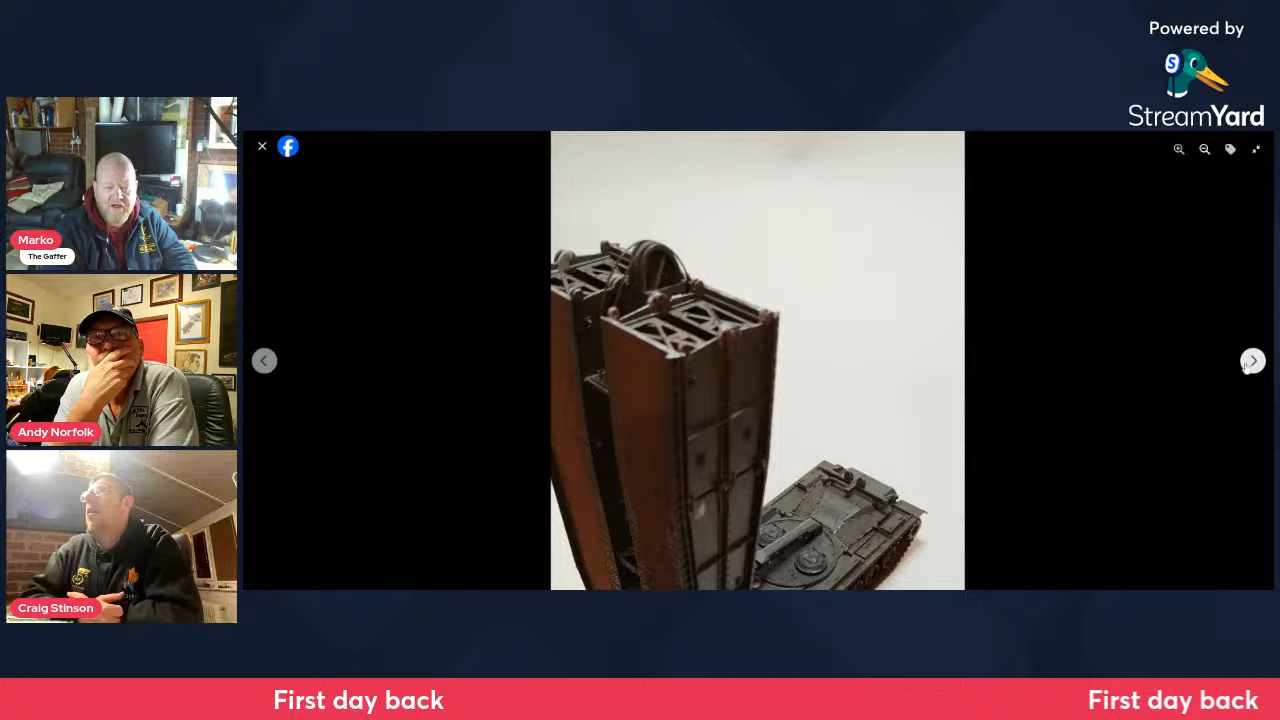 Powered by
StreamYard
Marko
The Gaffer
Andy Norfolk
Craig Stinson
First day back
First day back